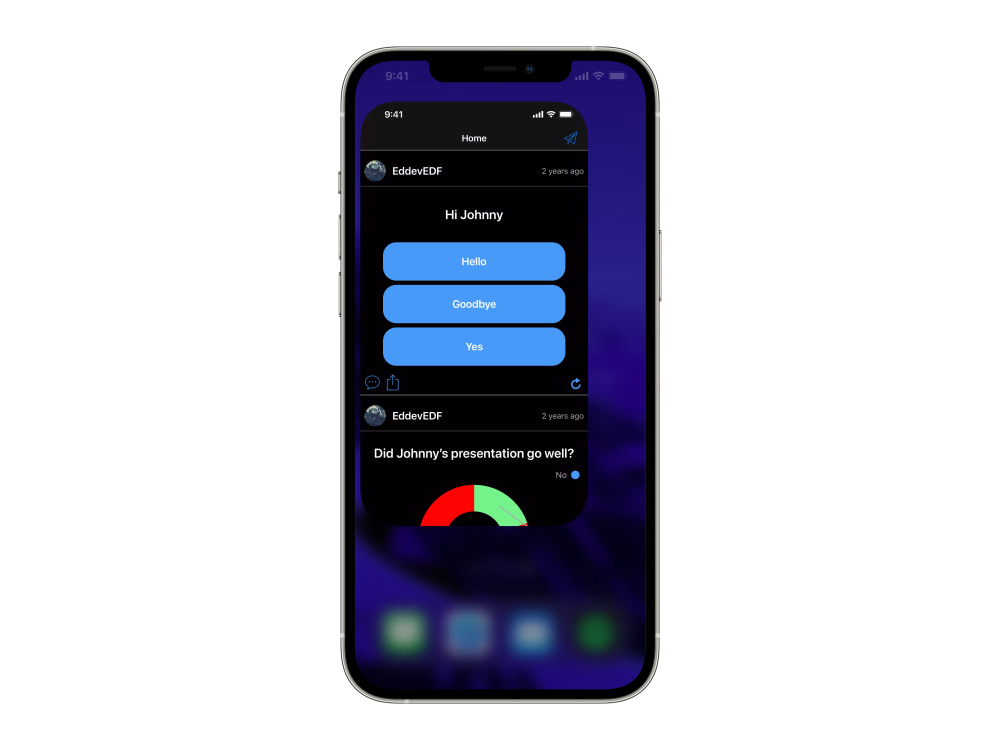 9:41
9:41
Home
EddevEDF 2 years ago
Hi Johnny
Hello
Goodbye
Yes
EddevEDF 2 years ago
Did Johnny’s presentation go well?
No